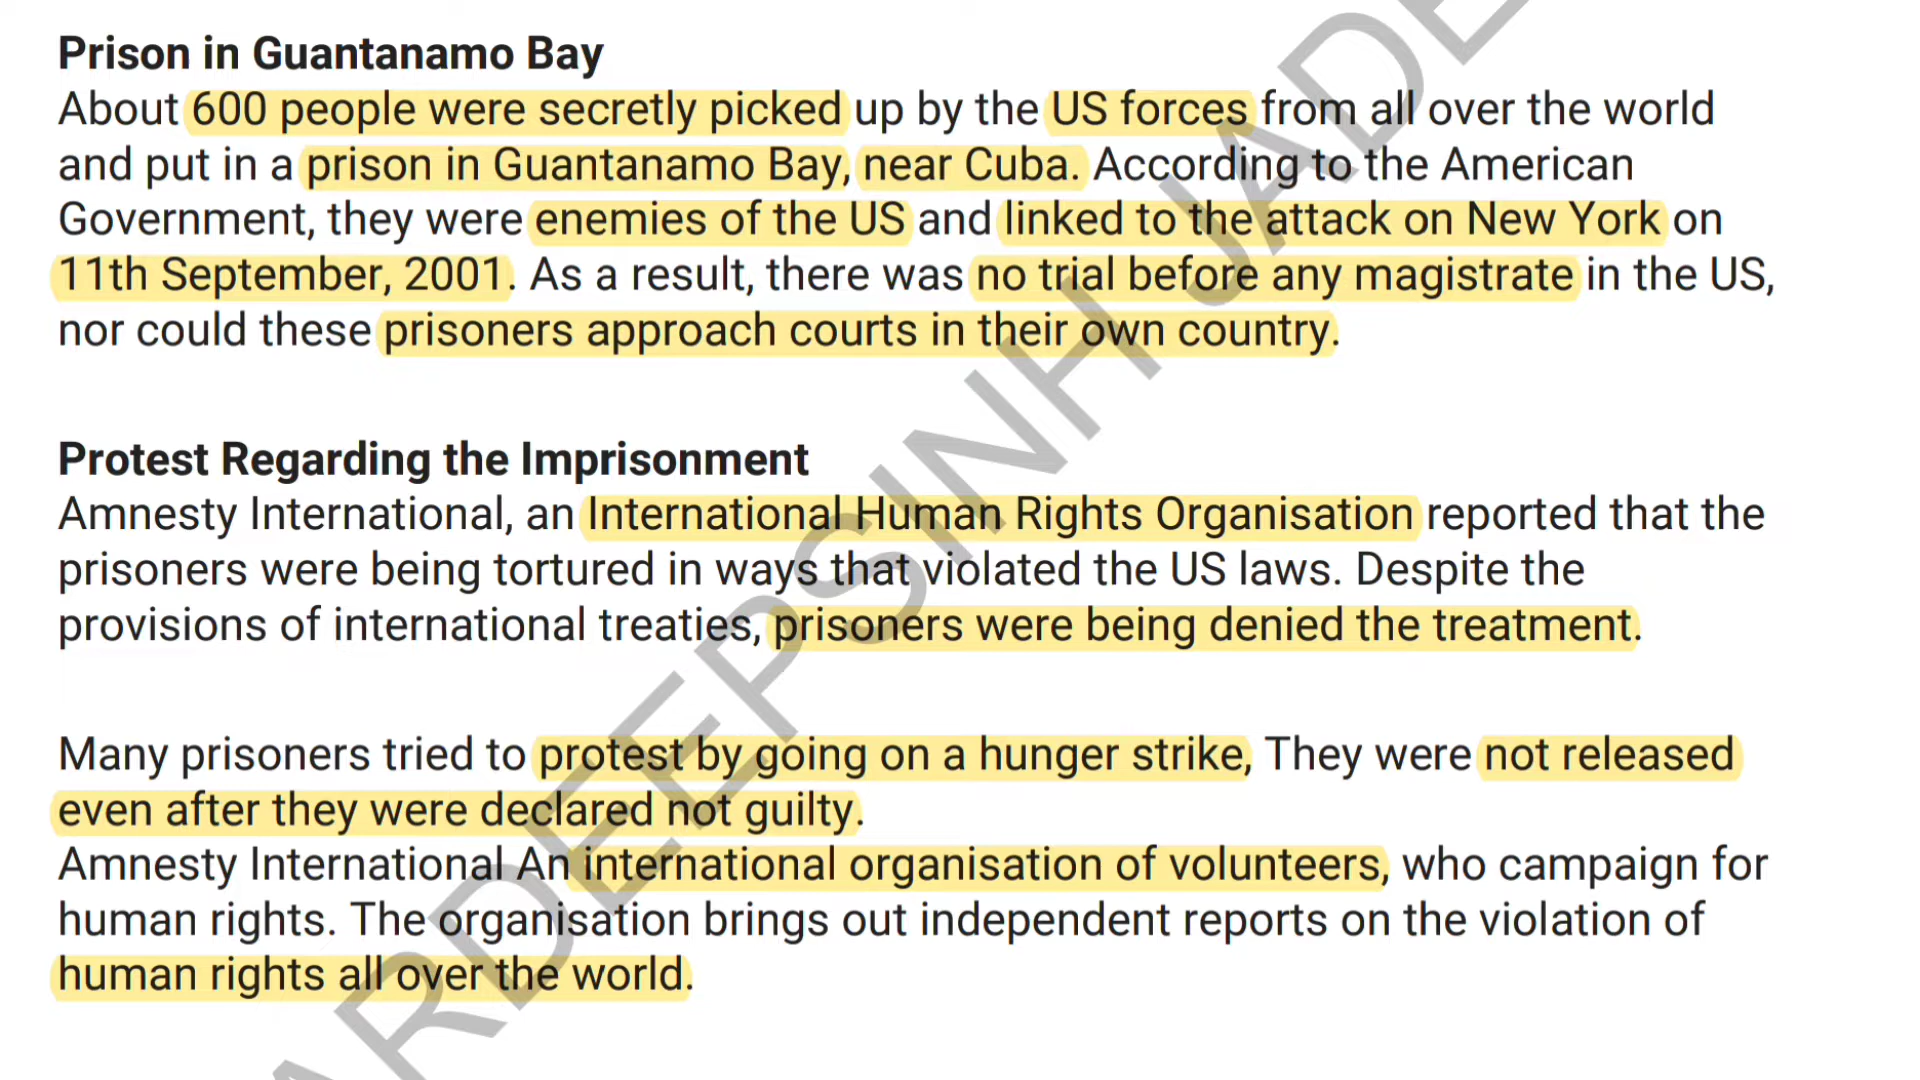 Prison in Guantanamo Bay
About 600 people were secretly picked up by the US forces from all over the world
and put in a prison in Guantanamo Bay, near Cuba. According to the American
Government, they were enemies of the US and linked to the attack on New York on
11th September, 2001. As a result, there was no trial before any magistrate in the US,
nor could these prisoners approach courts in their own country.
Protest Regarding the Imprisonment
Amnesty International, an International Human Rights Organisation reported that the
prisoners were being tortured in ways that violated the US laws. Despite the
provisions of international treaties, prisoners were being denied the treatment.
Many prisoners tried to protest by going on a hunger strike, They were not released
even after they were declared not guilty.
Amnesty International An international organisation of volunteers, who campaign for
human rights. The organisation brings out independent reports on the violation of
human rights all over the world.
ARDEEPSINH JADE